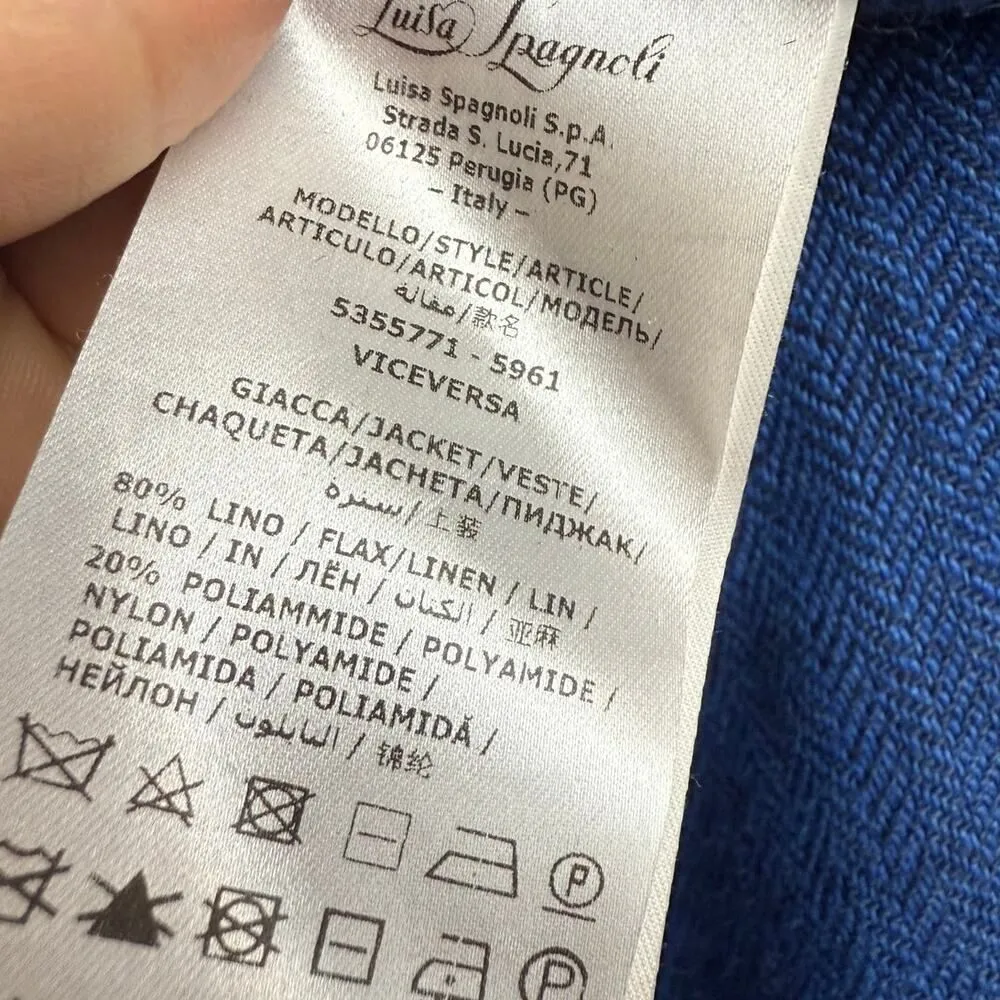 Luisa Spagnoli
Luisa Spagnoli S.p.A.
Strada S. Lucia,71
06125 Perugia (PG)
- Italy -
MODELLO/STYLE/ARTICLE/
ARTICULO/ARTICOL/МОДЕЛЬ/
مقالة/款名
5355771 - 5961
VICEVERSA
GIACCA/JACKET/VESTE/
CHAQUETA/JACHETA/ПИДЖАК/
سترة/上装
80% LINO / FLAX/LINEN / LIN /
LINO / IN / ЛЁН / الكتان / 亚麻
20% POLIAMMIDE / POLYAMIDE /
NYLON / POLYAMIDE /
POLIAMIDA / POLIAMIDĂ /
НЕЙЛОН / النايلون / 锦纶
P
P